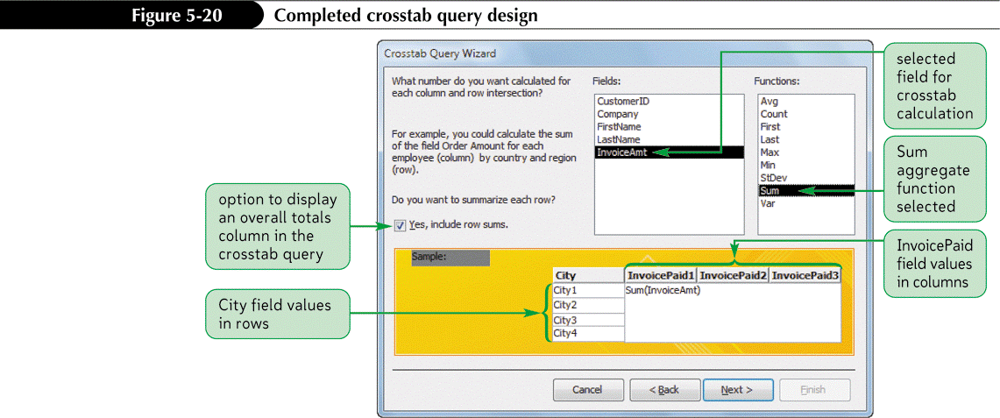 Figure 5-20 Completed crosstab query design
Crosstab Query Wizard
What number do you want calculated for
each column and row intersection?
For example, you could calculate the sum
of the field Order Amount for each
employee (column) by country and region
(row).
Do you want to summarize each row?
Yes, include row sums.
Fields:
CustomerID
Company
FirstName
LastName
InvoiceAmt
Functions:
Avg
Count
First
Last
Max
Min
StDev
Sum
Var
selected
field for
crosstab
calculation
Sum
aggregate
function
selected
InvoicePaid
field values
in columns
option to display
an overall totals
column in the
crosstab query
City field values
in rows
Sample:
City InvoicePaid1 InvoicePaid2 InvoicePaid3
City1 Sum(InvoiceAmt)
City2
City3
City4
Cancel < Back Next > Finish